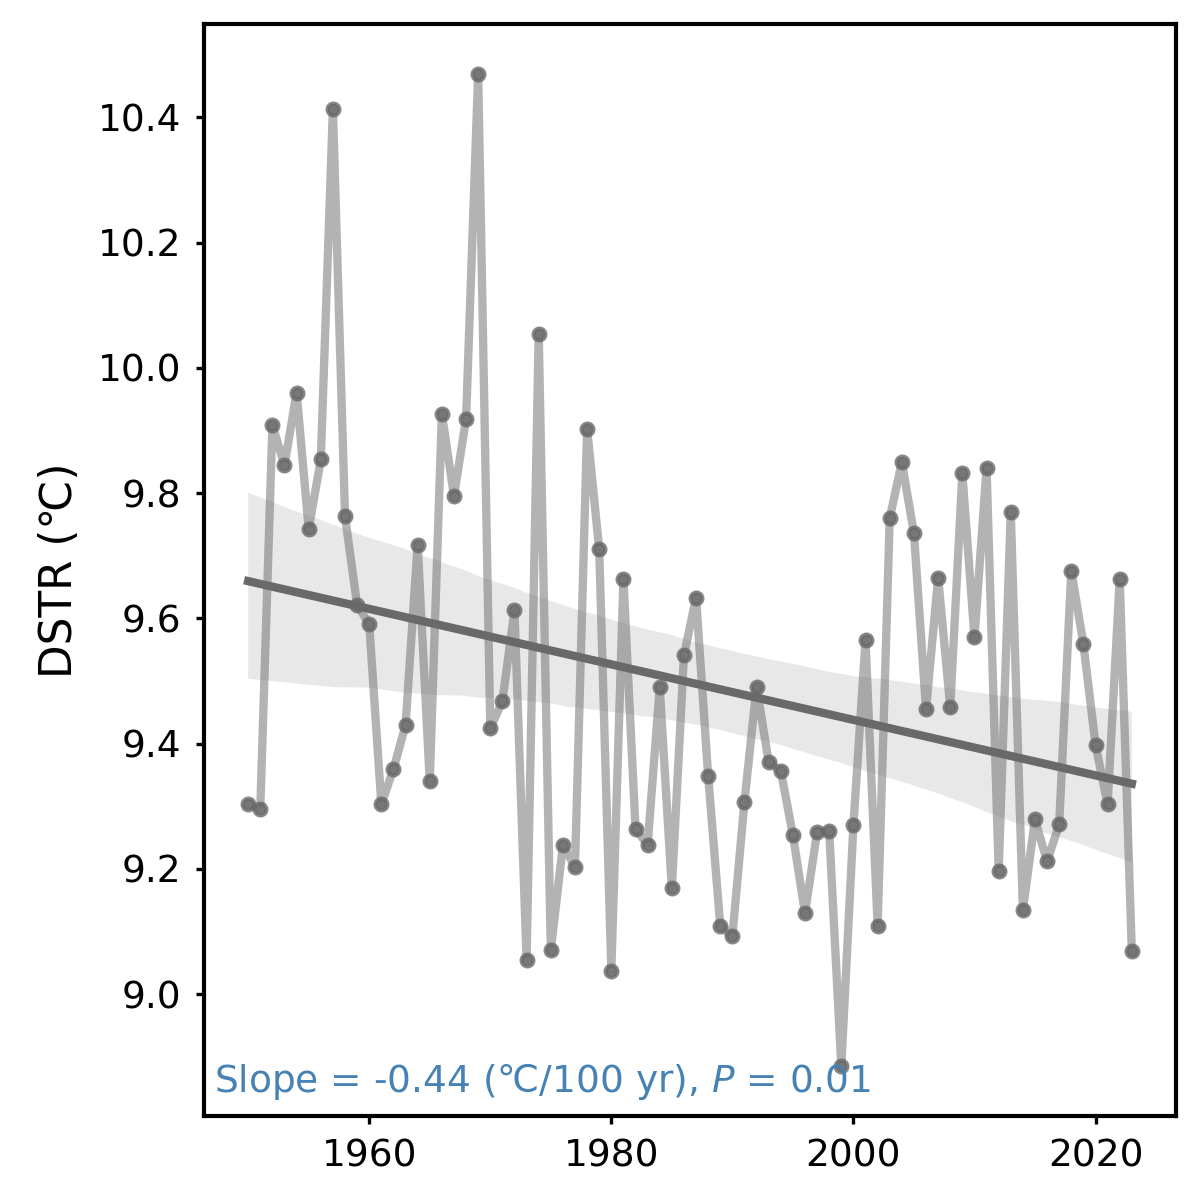 10.4
10.2
10.0
9.8
9.6
9.4
9.2
9.0
DSTR (℃)
Slope = -0.44 (℃/100 yr), P = 0.01
1960 1980 2000 2020